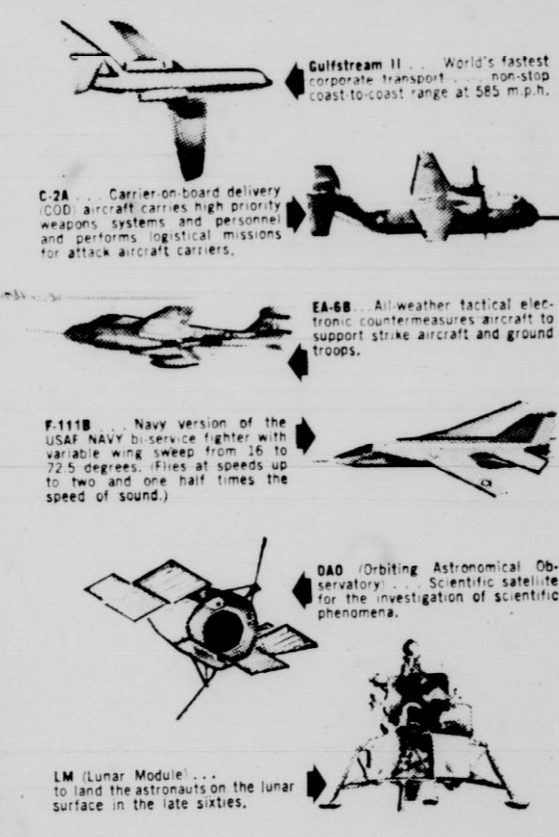 Gulfstream II . . . World's fastest
corporate transport . . . . non-stop
coast-to-coast range at 585 m.p.h.
C-2A . . . Carrier-on-board delivery
(COD) aircraft carries high priority
weapons systems and personnel
and performs logistical missions
for attack aircraft carriers.
EA-6B...All-weather tactical elec-
tronic countermeasures aircraft to
support strike aircraft and ground
troops.
F-111B . . . Navy version of the
USAF NAVY bi-service fighter with
variable wing sweep from 16 to
72.5 degrees. (Flies at speeds up
to two and one half times the
speed of sound.)
OAO (Orbiting Astronomical Ob-
servatory) . . . Scientific satellite
for the investigation of scientific
phenomena.
LM (Lunar Module) . . .
to land the astronauts on the lunar
surface in the late sixties.